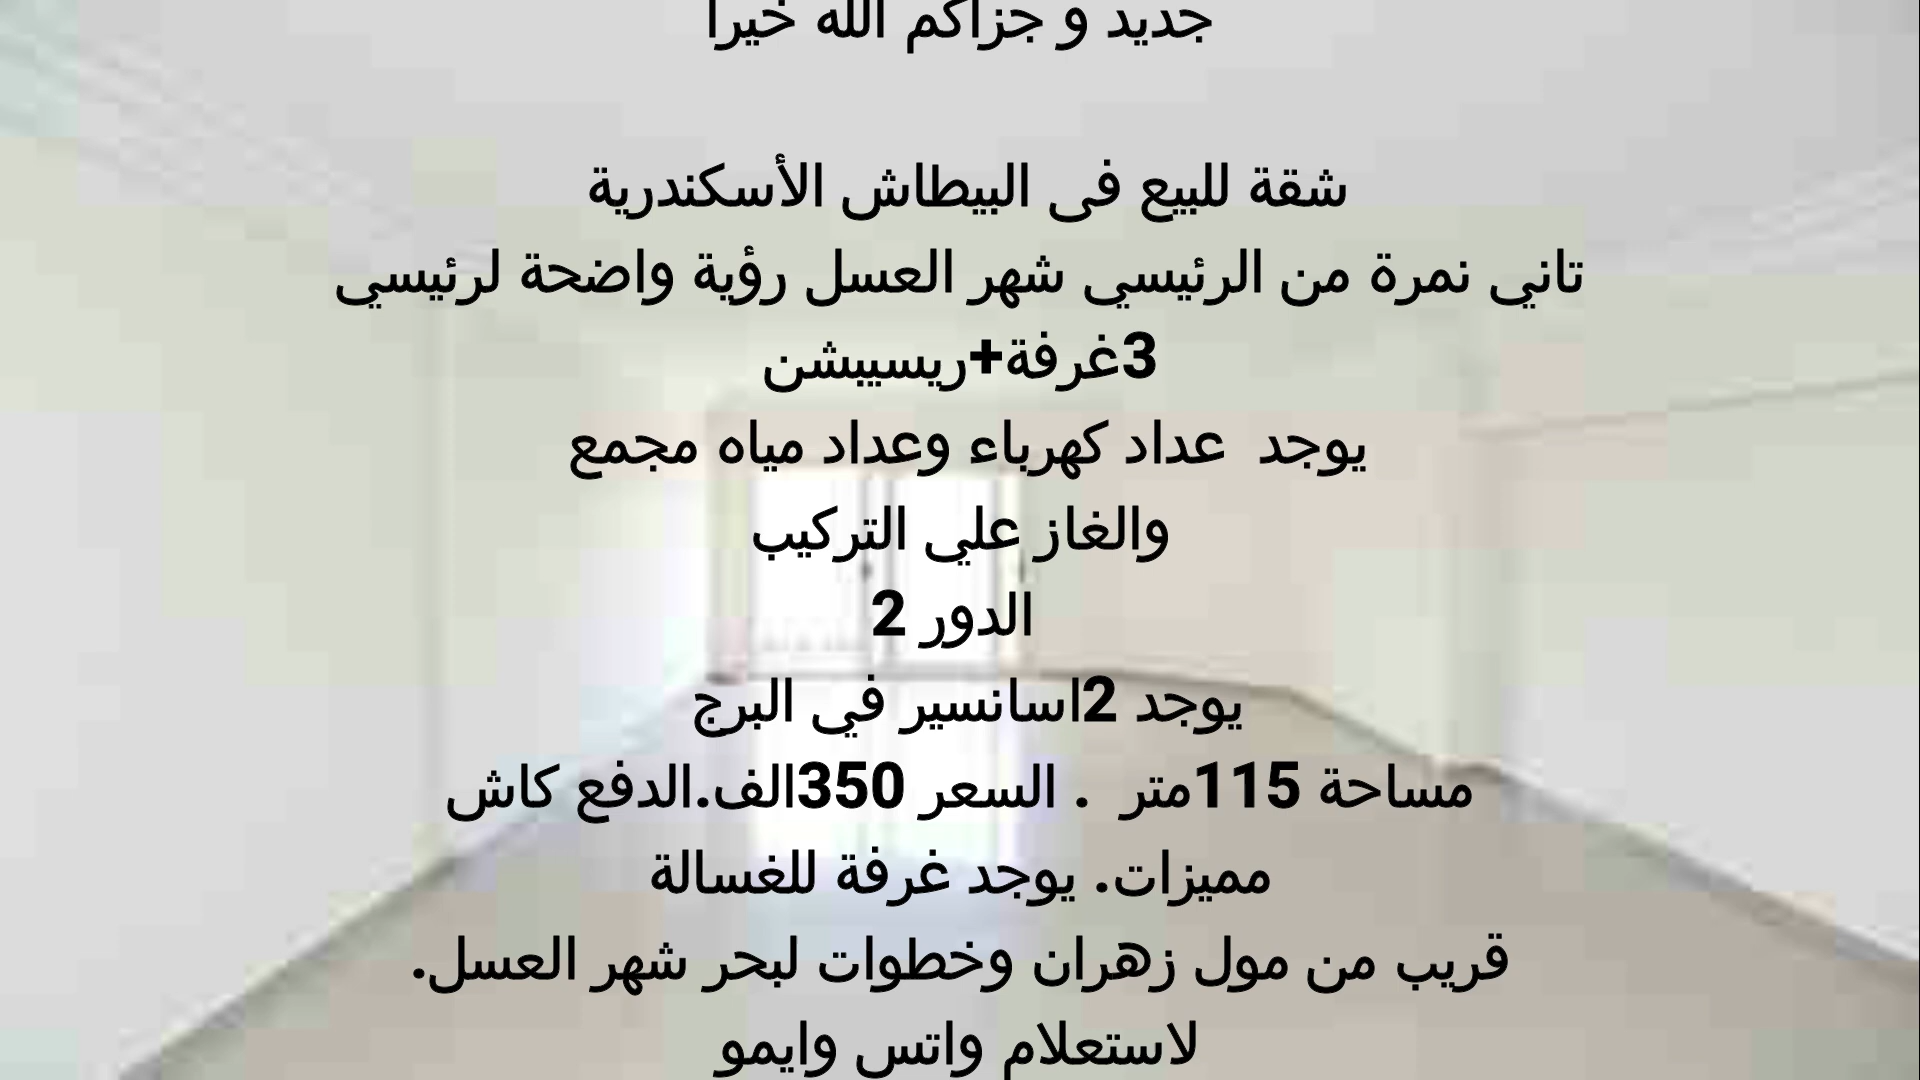 جديد و جزاكم الله خيرا
شقة للبيع فى البيطاش الأسكندرية
تاني نمرة من الرئيسي شهر العسل رؤية واضحة لرئيسي
3غرفة+ريسيبشن
يوجد  عداد كهرباء وعداد مياه مجمع
والغاز علي التركيب
الدور 2
يوجد 2اسانسير في البرج
مساحة 115متر  . السعر 350الف.الدفع كاش
مميزات. يوجد غرفة للغسالة
قريب من مول زهران وخطوات لبحر شهر العسل.
لاستعلام واتس وايمو